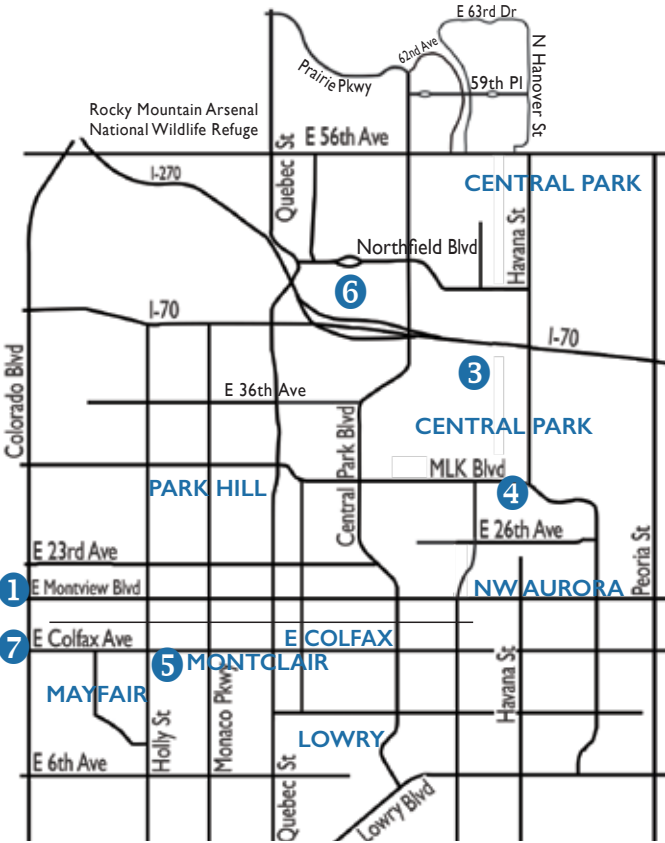 E 63rd Dr
62nd Ave
N Hanover St
Prairie Pkwy
59th Pl
Rocky Mountain Arsenal
National Wildlife Refuge
Quebec St
E 56th Ave
I-270
CENTRAL PARK
Havana St
Northfield Blvd
6
I-70
I-70
Colorado Blvd
3
E 36th Ave
Central Park Blvd
CENTRAL PARK
MLK Blvd
PARK HILL
4
E 26th Ave
Peoria St
E 23rd Ave
1
E Montview Blvd
NW AURORA
7
E Colfax Ave
E COLFAX
5
MONTCLAIR
Havana St
MAYFAIR
Holly St
Monaco Pkwy
LOWRY
E 6th Ave
Quebec St
Lowry Blvd